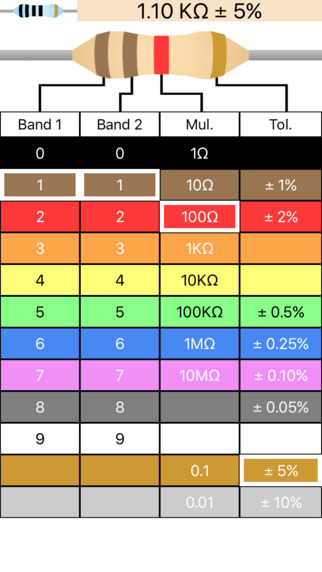 1.10 KΩ ± 5%
Band 1 Band 2 Mul. Tol.
0 0 1Ω
1 1 10Ω ± 1%
2 2 100Ω ± 2%
3 3 1KΩ
4 4 10KΩ
5 5 100KΩ ± 0.5%
6 6 1MΩ ± 0.25%
7 7 10MΩ ± 0.10%
8 8 ± 0.05%
9 9
0.1 ± 5%
0.01 ± 10%